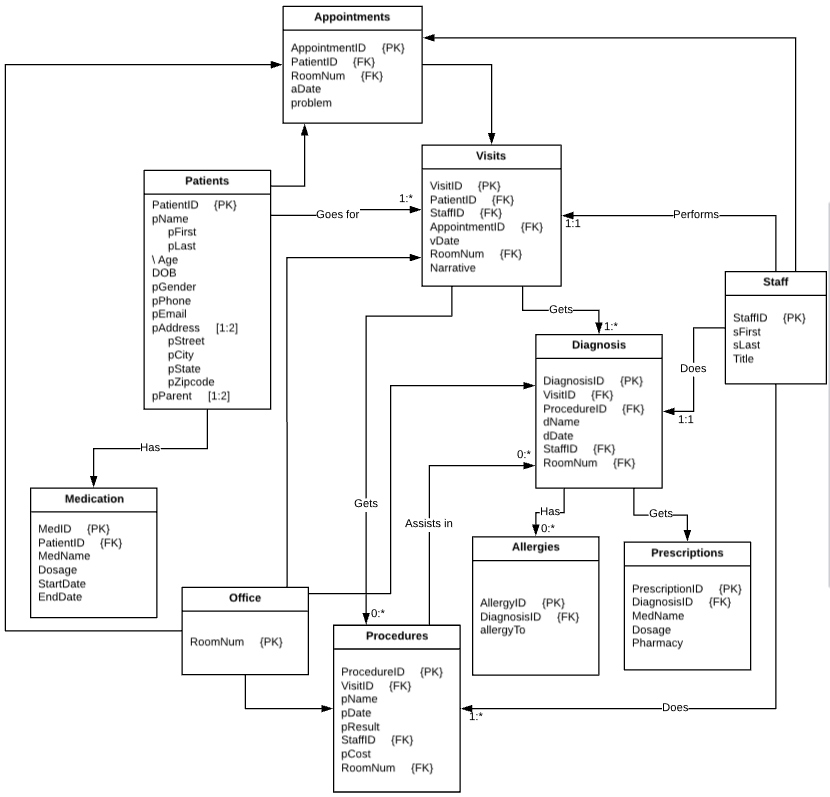 Appointments
AppointmentID {PK}
PatientID {FK}
RoomNum {FK}
aDate
problem
Visits
VisitID {PK}
PatientID {FK}
StaffID {FK}
AppointmentID {FK}
vDate
RoomNum {FK}
Narrative
Patients
PatientID {PK}
pName
pFirst
pLast
\ Age
DOB
pGender
pPhone
pEmail
pAddress [1:2]
pStreet
pCity
pState
pZipcode
pParent [1:2]
Goes for
1:*
Performs
1:1
Staff
StaffID {PK}
sFirst
sLast
Title
Gets
1:*
Diagnosis
DiagnosisID {PK}
VisitID {FK}
ProcedureID {FK}
dName
dDate
StaffID {FK}
RoomNum {FK}
Does
1:1
Has
Medication
MedID {PK}
PatientID {FK}
MedName
Dosage
StartDate
EndDate
0:*
Gets
Assists in
Has
0:*
Gets
Allergies
AllergyID {PK}
DiagnosisID {FK}
allergyTo
Prescriptions
PrescriptionID {PK}
DiagnosisID {FK}
MedName
Dosage
Pharmacy
Office
RoomNum {PK}
0:*
Procedures
ProcedureID {PK}
VisitID {FK}
pName
pDate
pResult
StaffID {FK}
pCost
RoomNum {FK}
Does
1:*